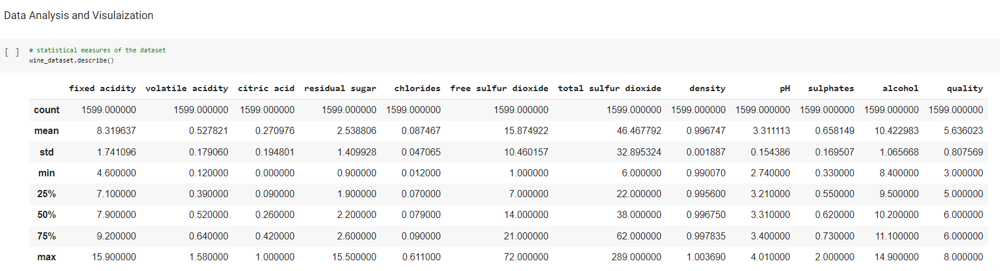 Data Analysis and Visulaization
[ ] # statistical measures of the dataset
wine_dataset.describe()
fixed acidity volatile acidity citric acid residual sugar chlorides free sulfur dioxide total sulfur dioxide density pH sulphates alcohol quality
count 1599.000000 1599.000000 1599.000000 1599.000000 1599.000000 1599.000000 1599.000000 1599.000000 1599.000000 1599.000000 1599.000000 1599.000000
mean 8.319637 0.527821 0.270976 2.538806 0.087467 15.874922 46.467792 0.996747 3.311113 0.658149 10.422983 5.636023
std 1.741096 0.179060 0.194801 1.409928 0.047065 10.460157 32.895324 0.001887 0.154386 0.169507 1.065668 0.807569
min 4.600000 0.120000 0.000000 0.900000 0.012000 1.000000 6.000000 0.990070 2.740000 0.330000 8.400000 3.000000
25% 7.100000 0.390000 0.090000 1.900000 0.070000 7.000000 22.000000 0.995600 3.210000 0.550000 9.500000 5.000000
50% 7.900000 0.520000 0.260000 2.200000 0.079000 14.000000 38.000000 0.996750 3.310000 0.620000 10.200000 6.000000
75% 9.200000 0.640000 0.420000 2.600000 0.090000 21.000000 62.000000 0.997835 3.400000 0.730000 11.100000 6.000000
max 15.900000 1.580000 1.000000 15.500000 0.611000 72.000000 289.000000 1.003690 4.010000 2.000000 14.900000 8.000000